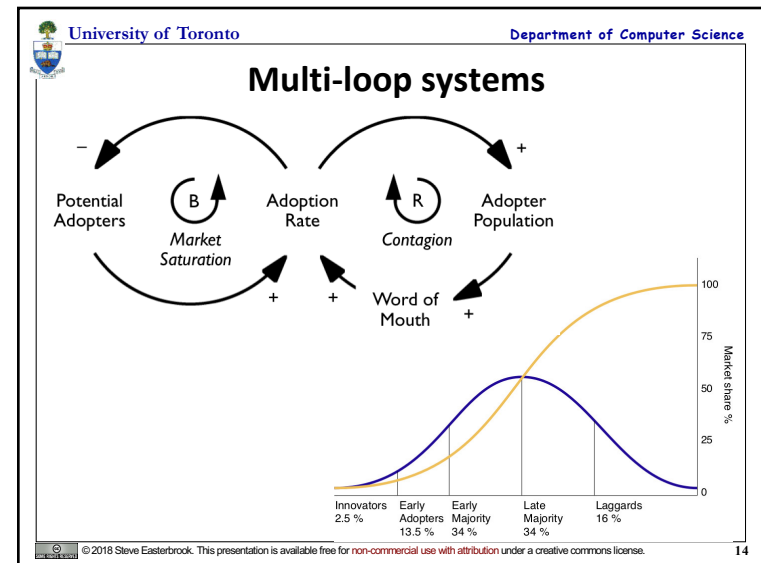 University of Toronto
Department of Computer Science
Multi-loop systems
–
+
Potential
Adopters
B
Adoption
Rate
R
Adopter
Population
Market
Saturation
Contagion
+
+
Word of
Mouth
+
100
75
50
25
0
Market share %
Innovators
2.5 %
Early
Adopters
13.5 %
Early
Majority
34 %
Late
Majority
34 %
Laggards
16 %
© 2018 Steve Easterbrook. This presentation is available free for non-commercial use with attribution under a creative commons license.
14